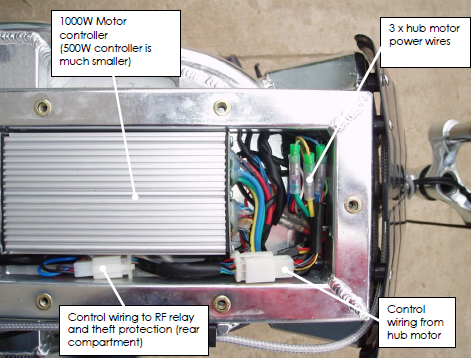 1000W Motor
controller
(500W controller is
much smaller)
3 x hub motor
power wires
Control wiring to RF relay
and theft protection (rear
compartment)
Control
wiring from
hub motor